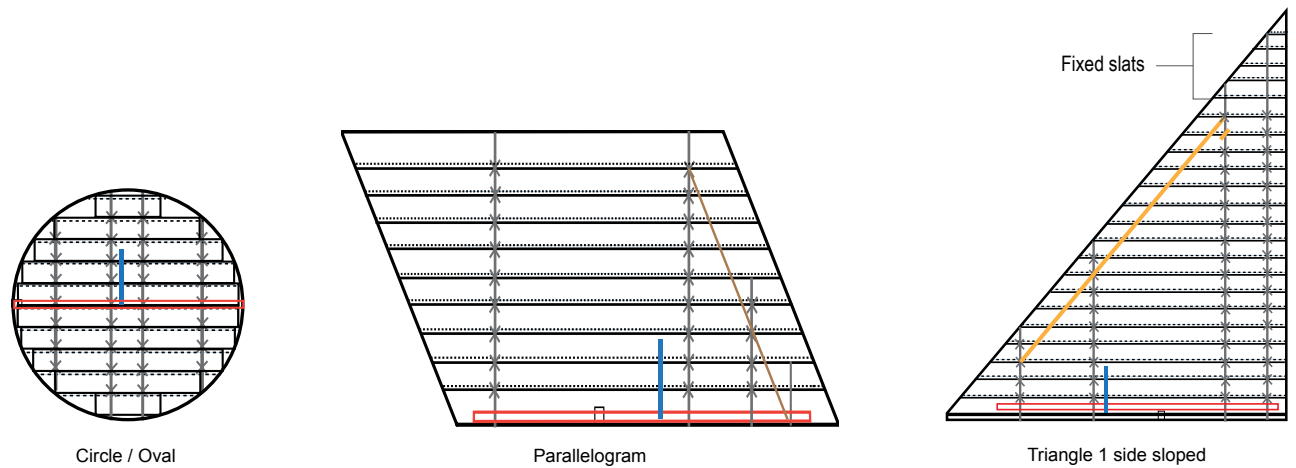 Fixed slats
Circle / Oval
Parallelogram
Triangle 1 side sloped